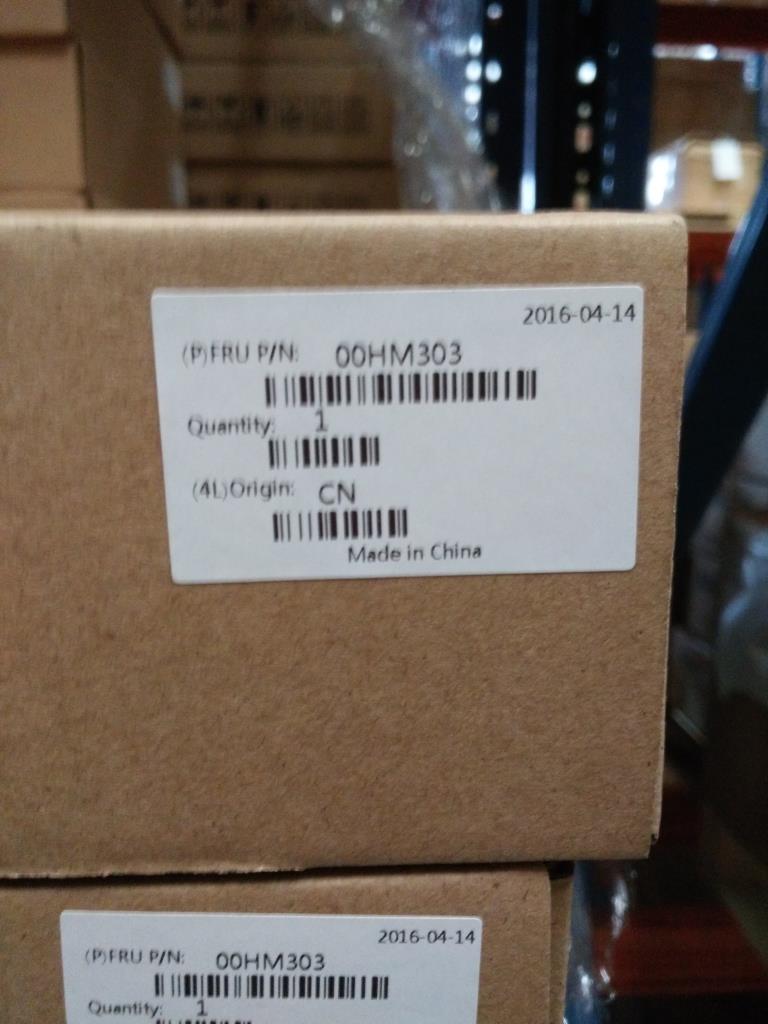 2016-04-14
(P)FRU P/N: 00HM303
Quantity: 1
(4L)Origin: CN
Made in China
2016-04-14
(P)FRU P/N: 00HM303
Quantity: 1